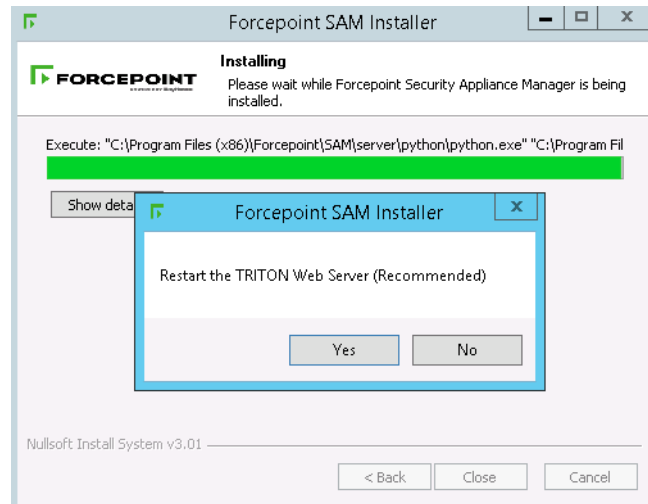 Forcepoint SAM Installer
FORCEPOINT
Installing
Please wait while Forcepoint Security Appliance Manager is being
installed.
Execute: "C:\Program Files (x86)\Forcepoint\SAM\server\python\python.exe" "C:\Program Fil
Show deta
Forcepoint SAM Installer
Restart the TRITON Web Server (Recommended)
Yes
No
Nullsoft Install System v3.01
< Back
Close
Cancel